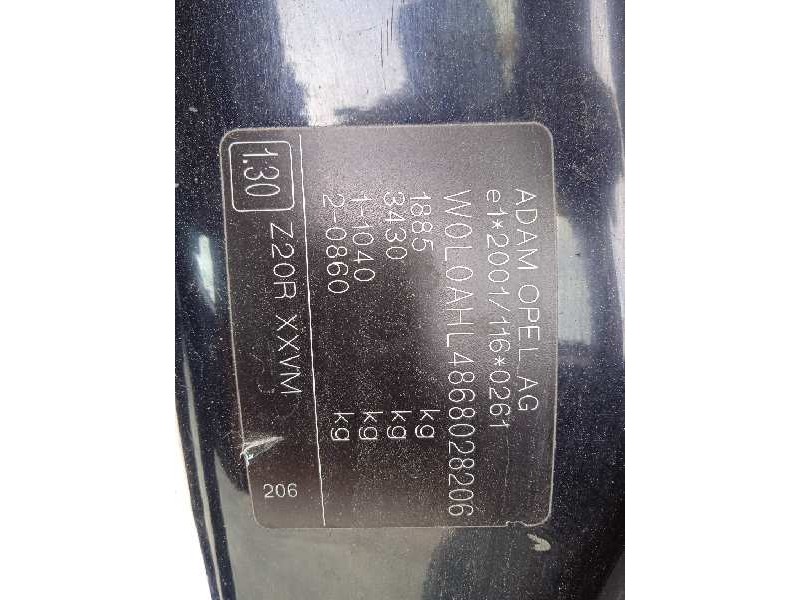 ADAM OPEL AG
e1*2001/116*0261
W0L0AHL4868028206
1885 kg
3430 kg
1-1040 kg
2-0860 kg
1.30 Z20R XXVM 206